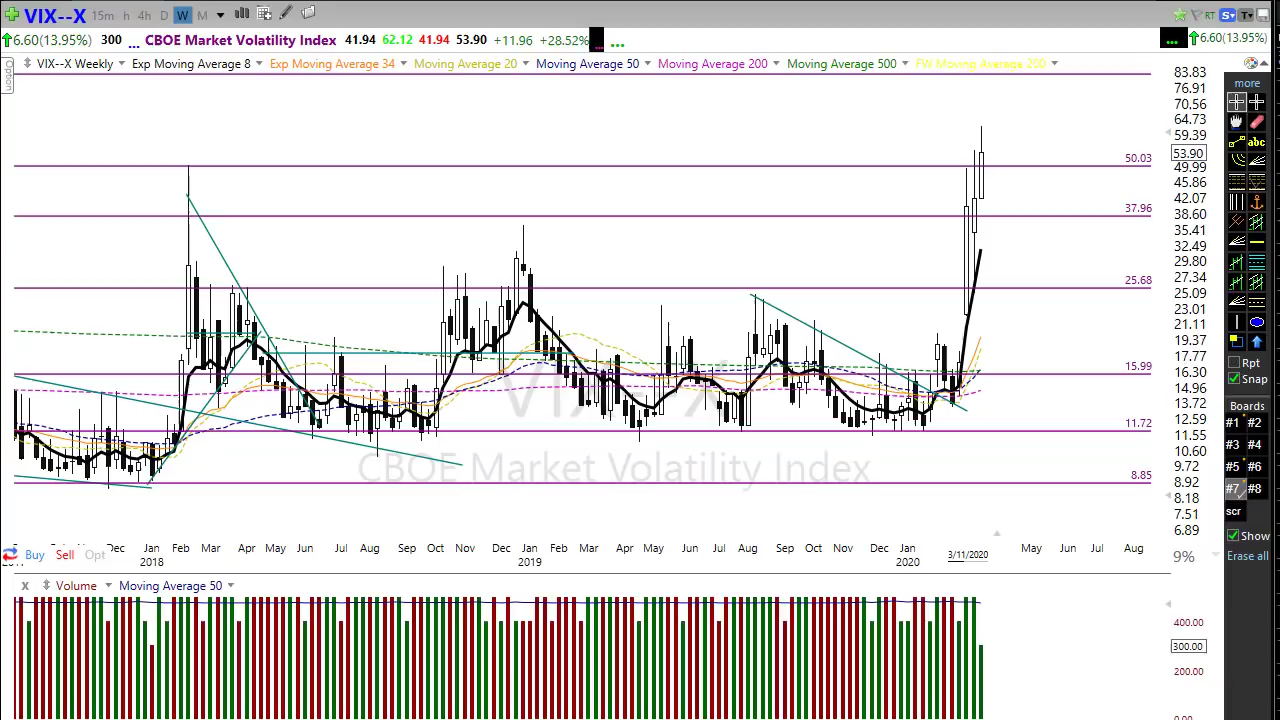 VIX--X 15m h 4h D W M RT S T
6.60(13.95%) 300 ... CBOE Market Volatility Index 41.94 62.12 41.94 53.90 +11.96 +28.52% ... ... ... 6.60(13.95%)
Option
VIX--X Weekly Exp Moving Average 8 Exp Moving Average 34 Moving Average 20 Moving Average 50 Moving Average 200 Moving Average 500 FW Moving Average 250
83.83
76.91
70.56
64.73
59.39
53.90
50.03
49.99
45.86
42.07
37.96
38.60
35.41
32.49
29.80
27.34
25.68
25.09
23.01
21.11
19.37
17.77
15.99
16.30
14.96
13.72
12.59
11.72
11.55
10.60
9.72
8.85
8.92
8.18
7.51
6.89
VIX--X
CBOE Market Volatility Index
more
abc
Rpt
Snap
Boards
#1 #2
#3 #4
#5 #6
#7 #8
scr
Show
Erase all
Buy Sell Opt
Dec Jan Feb Mar Apr May Jun Jul Aug Sep Oct Nov Dec Jan Feb Mar Apr May Jun Jul Aug Sep Oct Nov Dec Jan May Jun Jul Aug
2018 2019 2020 3/11/2020
9%
X Volume Moving Average 50
400.00
300.00
200.00
0.00